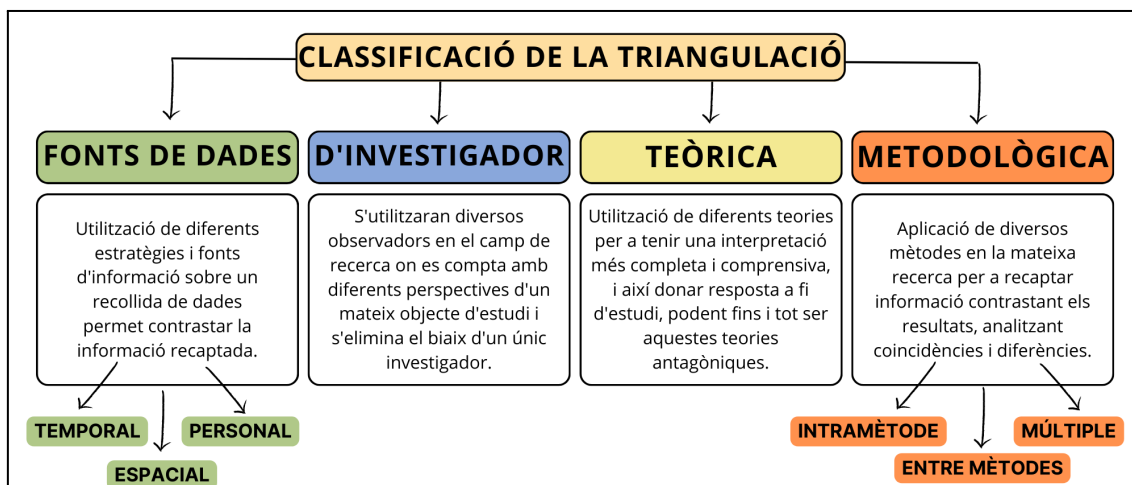 CLASSIFICACIÓ DE LA TRIANGULACIÓ
FONTS DE DADES
Utilització de diferents
estratègies i fonts
d'informació sobre un
recollida de dades
permet contrastar la
informació recaptada.
TEMPORAL
PERSONAL
ESPACIAL
D'INVESTIGADOR
S'utilitzaran diversos
observadors en el camp de
recerca on es compta amb
diferents perspectives d'un
mateix objecte d'estudi i
s'elimina el biaix d'un únic
investigador.
TEÒRICA
Utilització de diferents teories
per a tenir una interpretació
més completa i comprensiva,
i així donar resposta a fi
d'estudi, podent fins i tot ser
aquestes teories
antagòniques.
METODOLÒGICA
Aplicació de diversos
mètodes en la mateixa
recerca per a recaptar
informació contrastant els
resultats, analitzant
coincidències i diferències.
INTRAMÈTODE
MÚLTIPLE
ENTRE MÈTODES